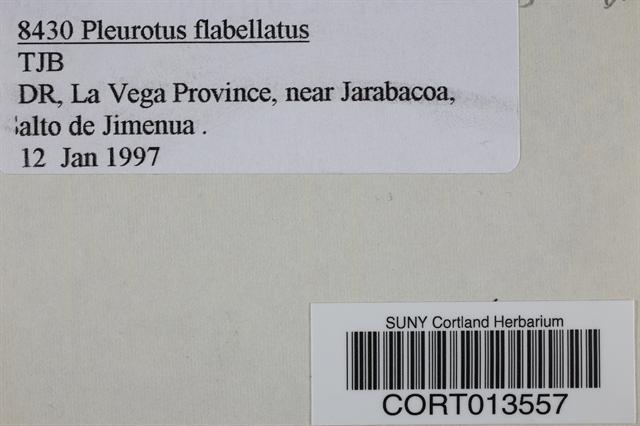 8430 Pleurotus flabellatus
TJB
DR, La Vega Province, near Jarabacoa,
salto de Jimenua .
12 Jan 1997
SUNY Cortland Herbarium
CORT013557